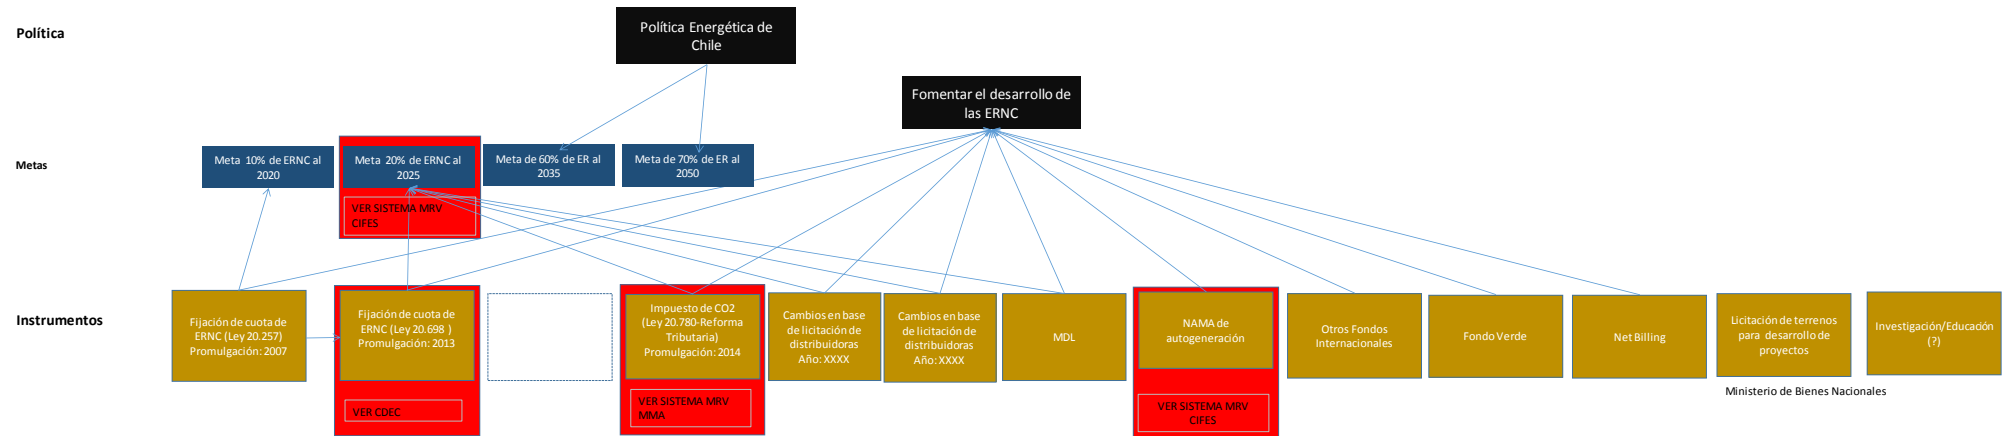 Política
Política Energética de
Chile
Fomentar el desarrollo de
las ERNC
Metas
Meta 10% de ERNC al
2020
Meta 20% de ERNC al
2025
Meta de 60% de ER al
2035
Meta de 70% de ER al
2050
VER SISTEMA MRV
CIFES
Instrumentos
Fijación de cuota de
ERNC (Ley 20.257)
Promulgación: 2007
Fijación de cuota de
ERNC (Ley 20.698 )
Promulgación: 2013
VER CDEC
Impuesto de CO2
(Ley 20.780-Reforma
Tributaria)
Promulgación: 2014
VER SISTEMA MRV
MMA
Cambios en base
de licitación de
distribuidoras
Año: XXXX
Cambios en base
de licitación de
distribuidoras
Año: XXXX
MDL
NAMA de
autogeneración
VER SISTEMA MRV
CIFES
Otros Fondos
Internacionales
Fondo Verde
Net Billing
Licitación de terrenos
para desarrollo de
proyectos
Ministerio de Bienes Nacionales
Investigación/Educación
(?)